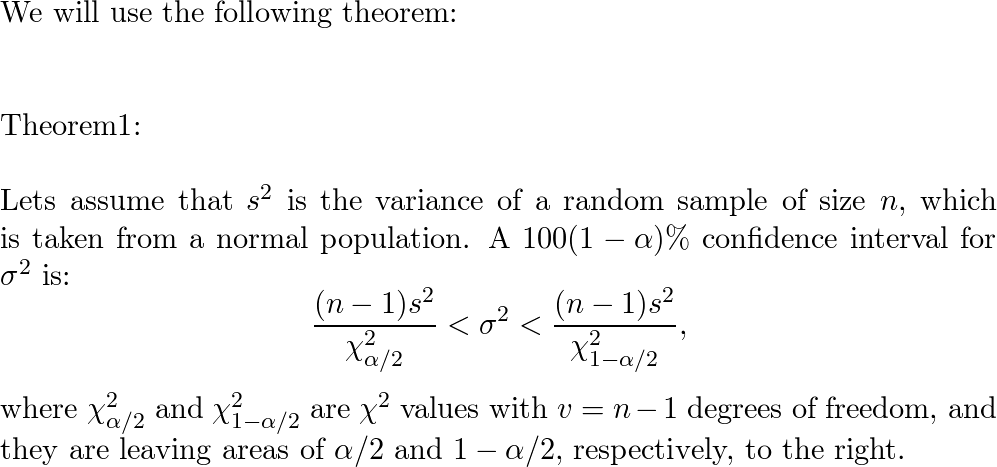 We will use the following theorem:
Theorem1:
Lets assume that $s^2$ is the variance of a random sample of size $n$, which
is taken from a normal population. A $100(1-\alpha)\%$ confidence interval for
$\sigma^2$ is:
$\frac{(n-1)s^2}{\chi^2_{\alpha/2}} < \sigma^2 < \frac{(n-1)s^2}{\chi^2_{1-\alpha/2}},$
where $\chi^2_{\alpha/2}$ and $\chi^2_{1-\alpha/2}$ are $\chi^2$ values with $v = n-1$ degrees of freedom, and
they are leaving areas of $\alpha/2$ and $1-\alpha/2$, respectively, to the right.